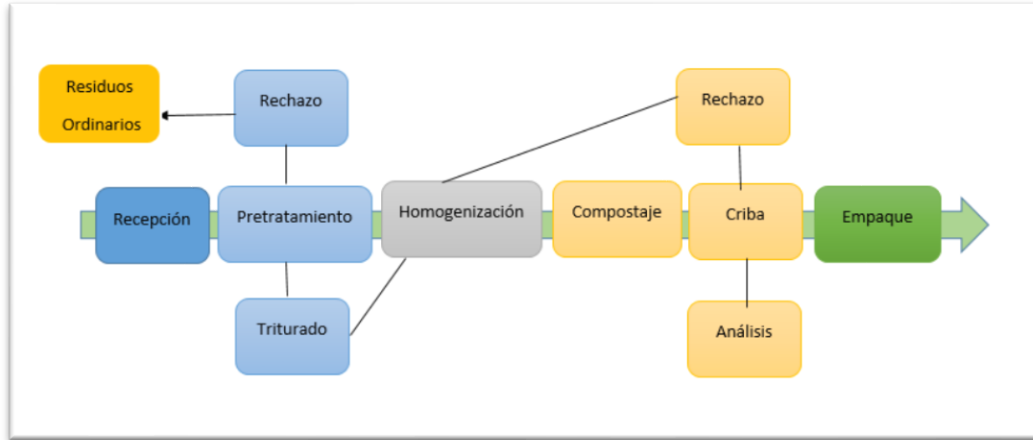 Residuos
Ordinarios
Rechazo
Rechazo
Recepción
Pretratamiento
Homogenización
Compostaje
Criba
Empaque
Triturado
Análisis